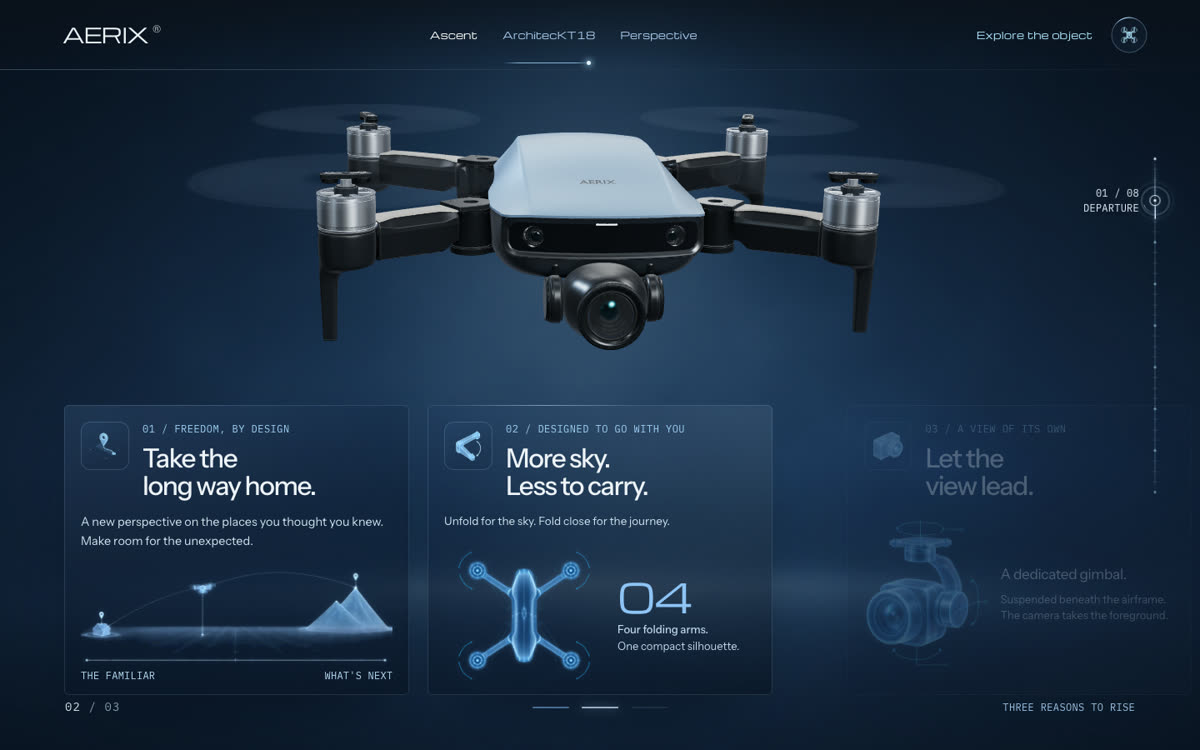 AERIX ®
Ascent
ArchitecKT18
Perspective
Explore the object
AERIX
01 / 08
DEPARTURE
01 / FREEDOM, BY DESIGN
Take the
long way home.
A new perspective on the places you thought you knew.
Make room for the unexpected.
THE FAMILIAR
WHAT'S NEXT
02 / DESIGNED TO GO WITH YOU
More sky.
Less to carry.
Unfold for the sky. Fold close for the journey.
04
Four folding arms.
One compact silhouette.
03 / A VIEW OF ITS OWN
Let the
view lead.
A dedicated gimbal.
Suspended beneath the airframe.
The camera takes the foreground.
02 / 03
THREE REASONS TO RISE